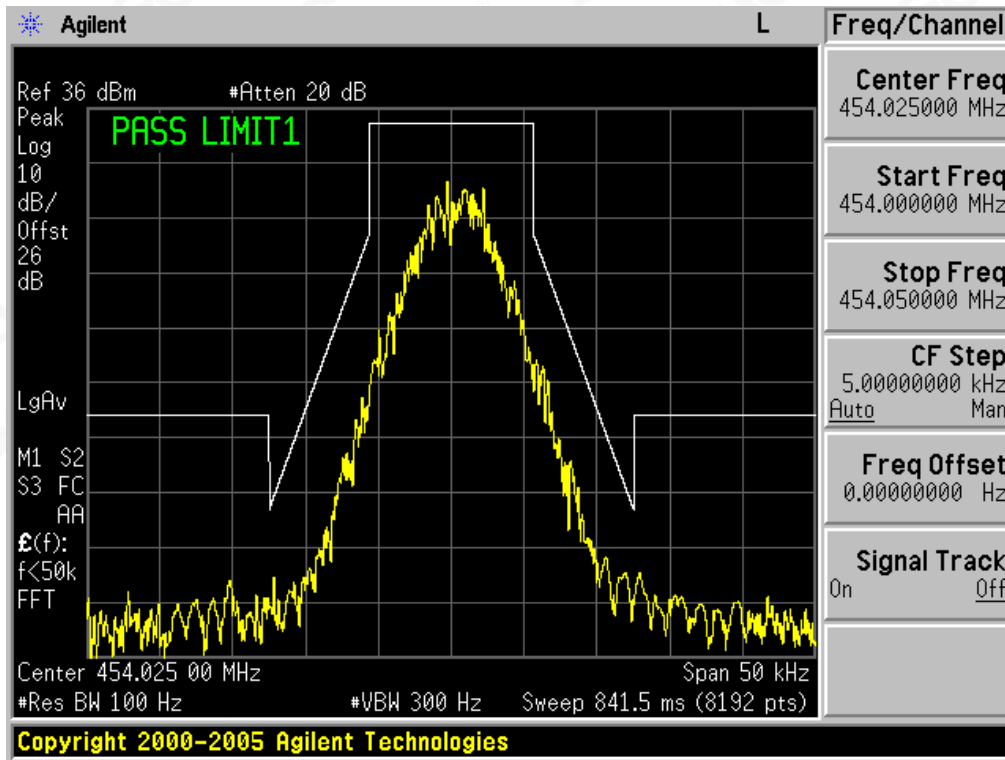 Agilent L Freq/Channel
Ref 36 dBm #Atten 20 dB
Peak
Log
10
dB/
Offst
26
dB
PASS LIMIT1
LgAv
M1 S2
S3 FC
AA
£(f):
f<50k
FFT
Center 454.025 00 MHz Span 50 kHz
#Res BW 100 Hz #VBW 300 Hz Sweep 841.5 ms (8192 pts)
Copyright 2000-2005 Agilent Technologies
Center Freq
454.025000 MHz
Start Freq
454.000000 MHz
Stop Freq
454.050000 MHz
CF Step
5.00000000 kHz
Auto Man
Freq Offset
0.00000000 Hz
Signal Track
On Off